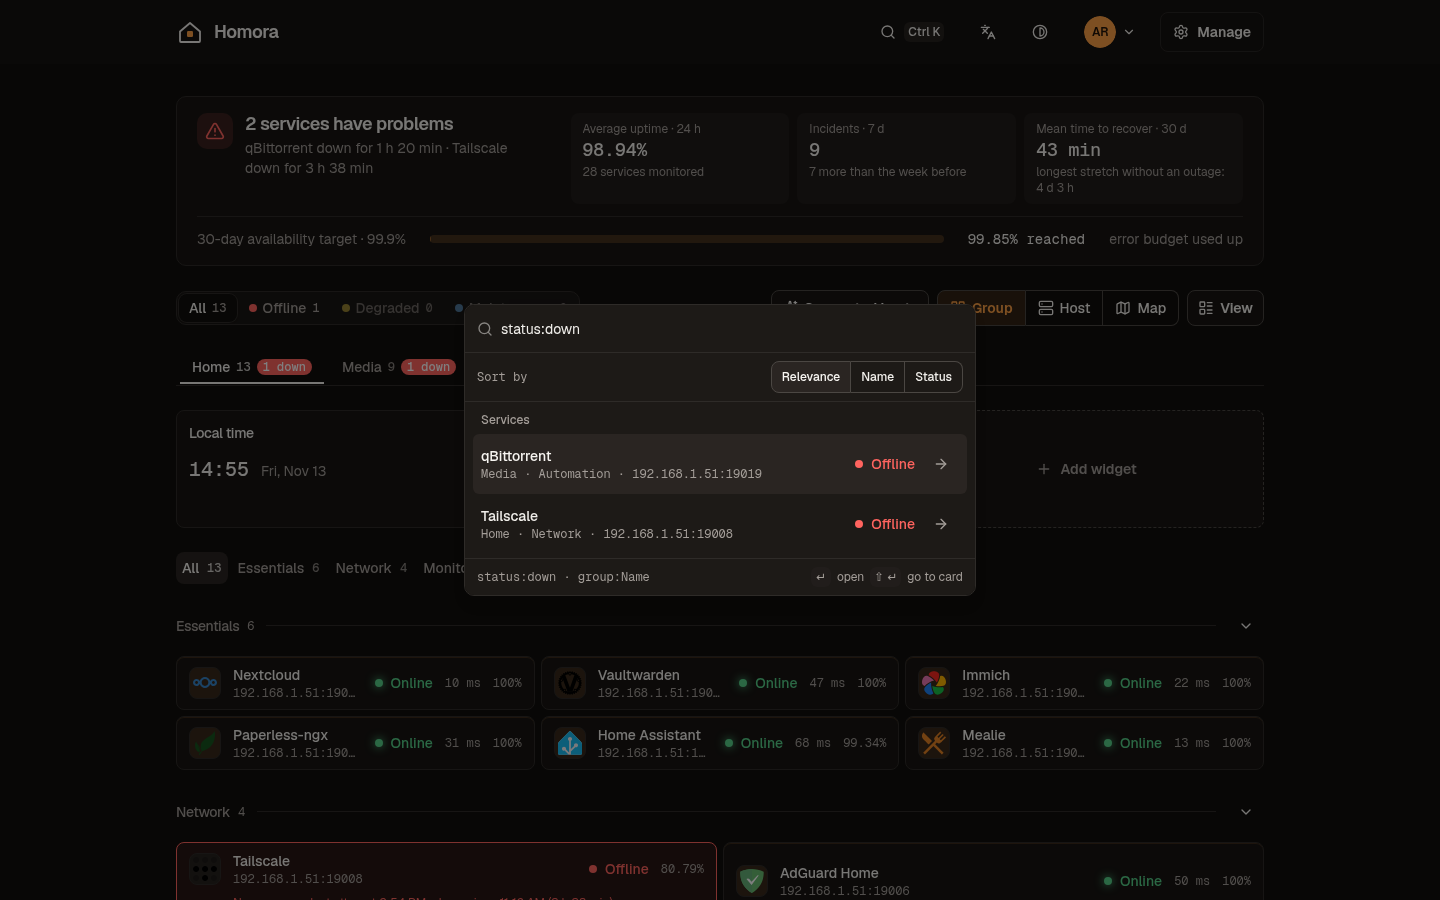 Homora
Ctrl K
AR
Manage
2 services have problems
qBittorrent down for 1 h 20 min · Tailscale
down for 3 h 38 min
Average uptime · 24 h
98.94%
28 services monitored
Incidents · 7 d
9
7 more than the week before
Mean time to recover · 30 d
43 min
longest stretch without an outage:
4 d 3 h
30-day availability target · 99.9%
99.85% reached
error budget used up
All 13
Offline 1
Degraded 0
Group
Host
Map
View
Home 13 1 down
Media 9 1 down
status:down
Sort by
Relevance
Name
Status
Services
qBittorrent
Media · Automation · 192.168.1.51:19019
Offline
Tailscale
Home · Network · 192.168.1.51:19008
Offline
status:down · group:Name
↵ open ⇧ ↵ go to card
Local time
14:55 Fri, Nov 13
+ Add widget
All 13
Essentials 6
Network 4
Essentials 6
Nextcloud
192.168.1.51:190…
Online 10 ms 100%
Vaultwarden
192.168.1.51:190…
Online 47 ms 100%
Immich
192.168.1.51:190…
Online 22 ms 100%
Paperless-ngx
192.168.1.51:190…
Online 31 ms 100%
Home Assistant
192.168.1.51:1…
Online 68 ms 99.34%
Mealie
192.168.1.51:190…
Online 13 ms 100%
Network 4
Tailscale
192.168.1.51:19008
Offline 80.79%
AdGuard Home
192.168.1.51:19006
Online 50 ms 100%